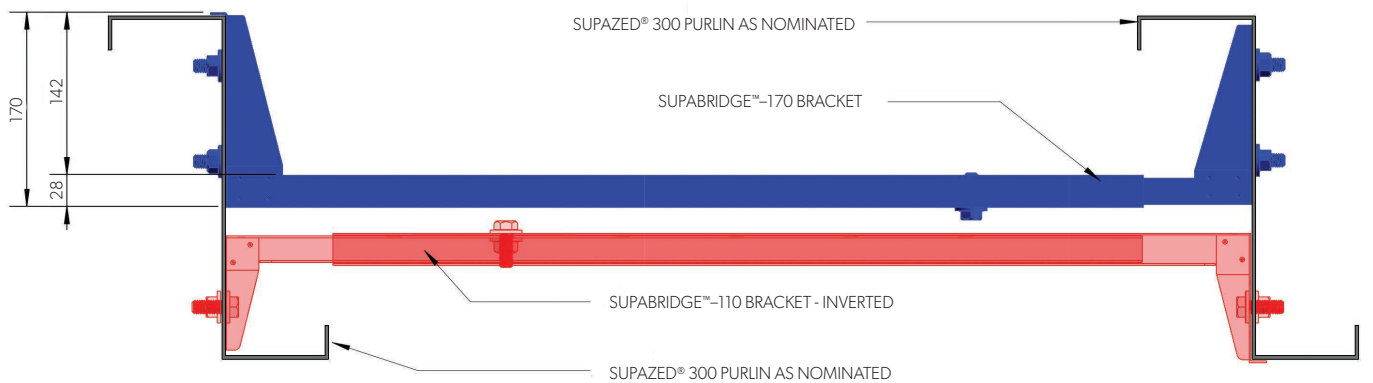 SUPAZED® 300 PURLIN AS NOMINATED
SUPABRIDGE™–170 BRACKET
170
142
28
SUPABRIDGE™–110 BRACKET - INVERTED
SUPAZED® 300 PURLIN AS NOMINATED